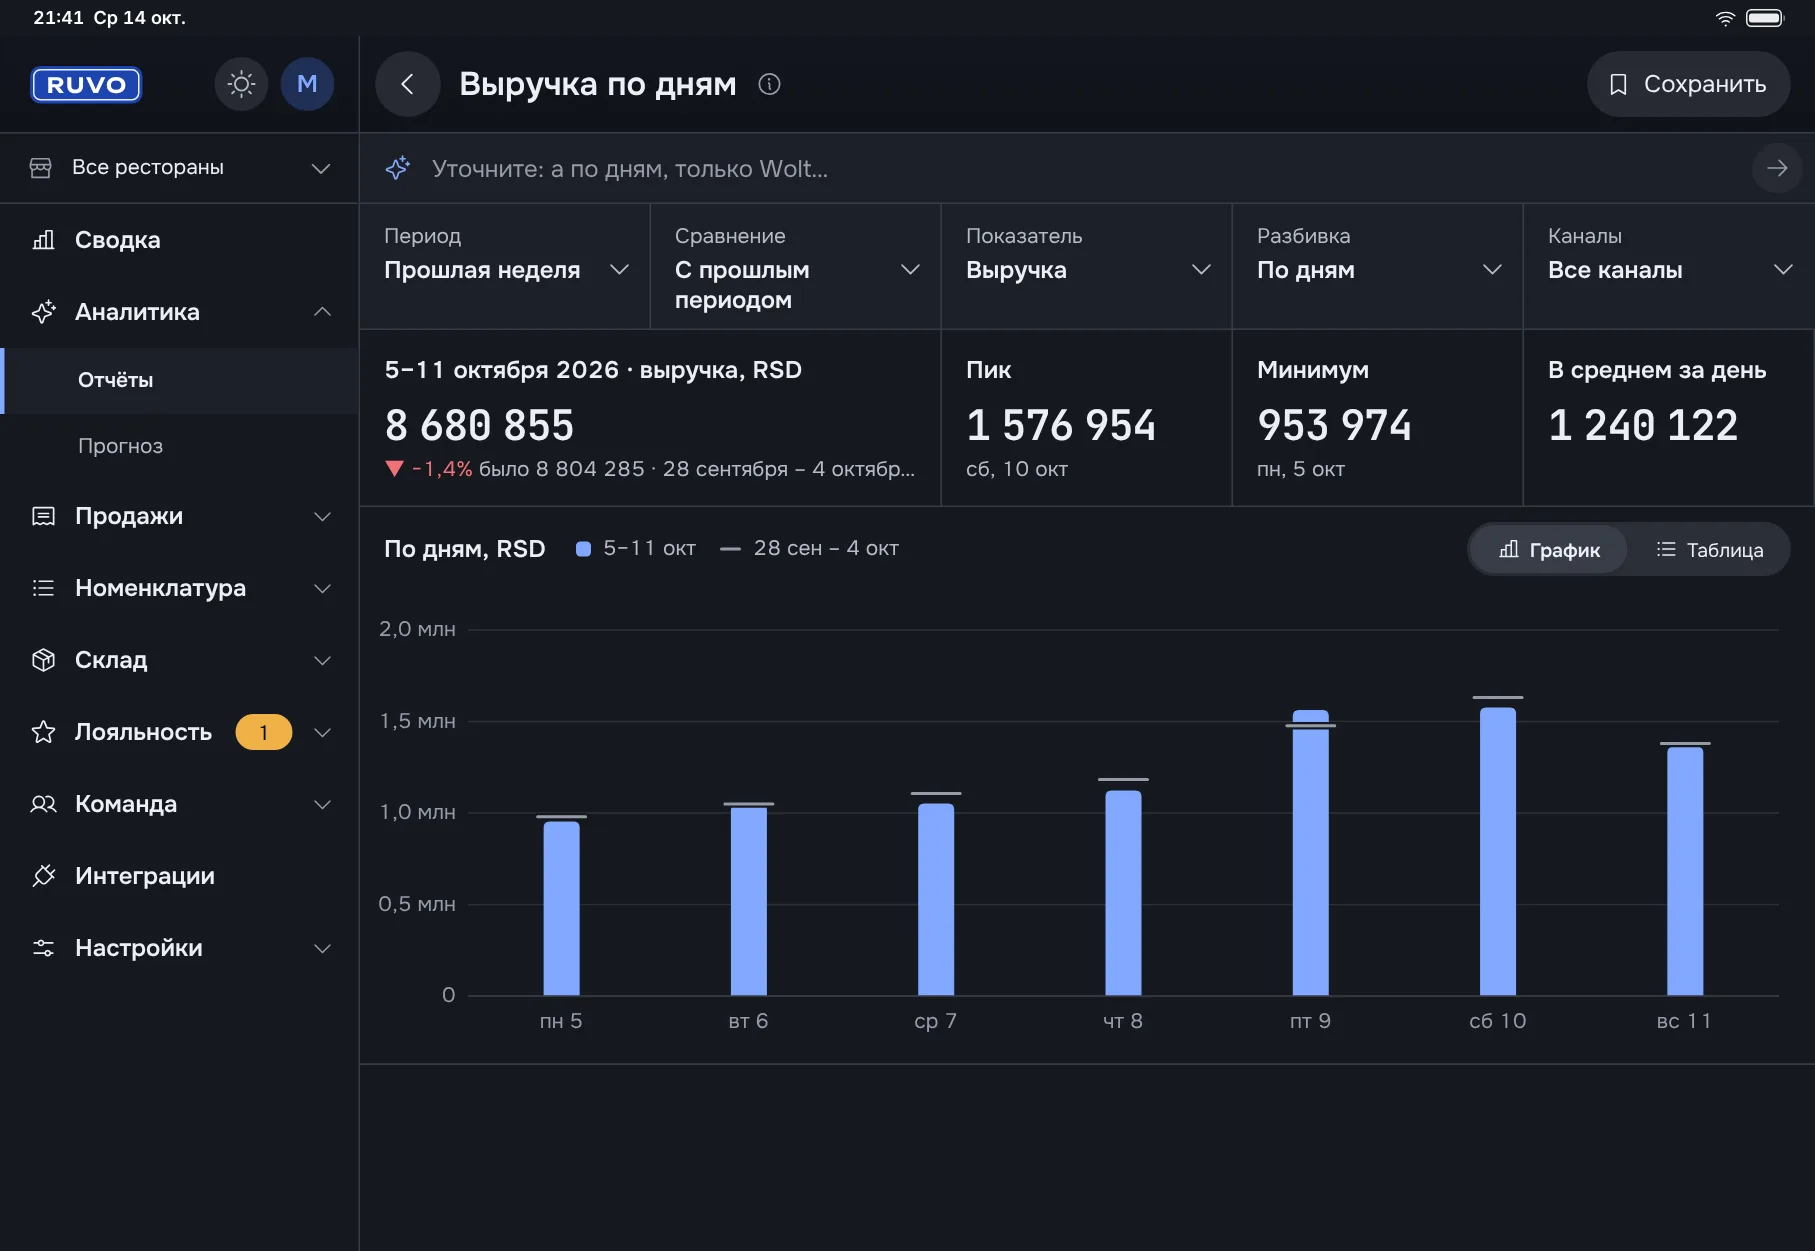 21:41 Ср 14 окт.
RUVO
M
Выручка по дням
Сохранить
Все рестораны
Уточните: а по дням, только Wolt...
Сводка
Аналитика
Отчёты
Прогноз
Продажи
Номенклатура
Склад
Лояльность 1
Команда
Интеграции
Настройки
Период
Прошлая неделя
Сравнение
С прошлым
периодом
Показатель
Выручка
Разбивка
По дням
Каналы
Все каналы
5–11 октября 2026 · выручка, RSD
8 680 855
▼ −1,4% было 8 804 285 · 28 сентября – 4 октябр...
Пик
1 576 954
сб, 10 окт
Минимум
953 974
пн, 5 окт
В среднем за день
1 240 122
По дням, RSD
5–11 окт
28 сен – 4 окт
График
Таблица
2,0 млн
1,5 млн
1,0 млн
0,5 млн
0
пн 5 вт 6 ср 7 чт 8 пт 9 сб 10 вс 11